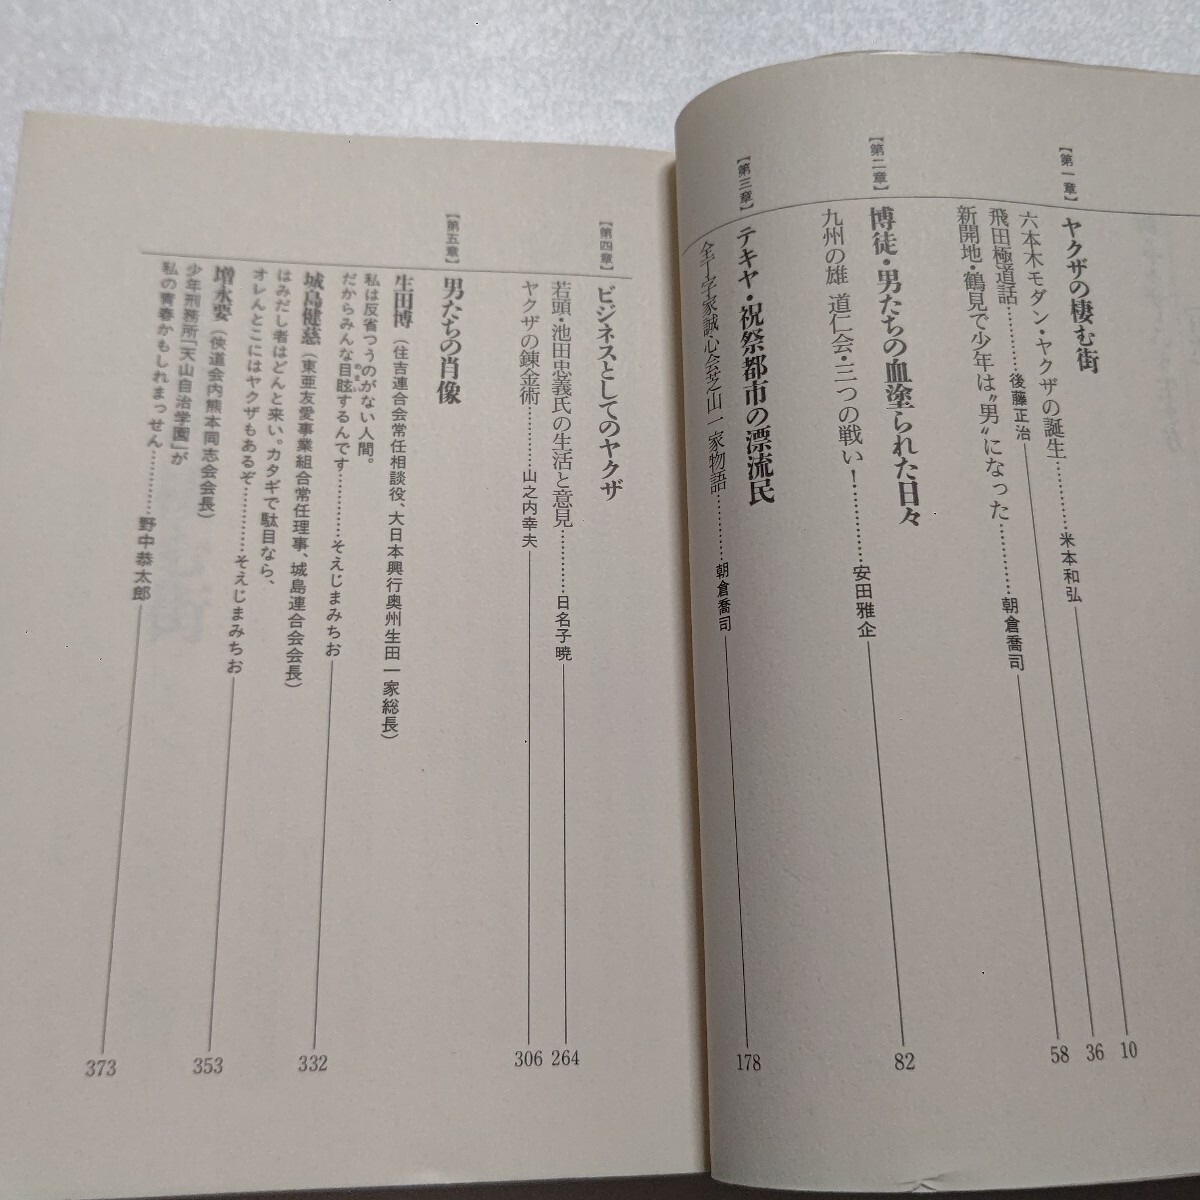 【第一章】 ヤクザの棲む街
六本木モダン・ヤクザの誕生…………米本和弘 10
飛田極道話…………後藤正治 36
新開地・鶴見で少年は〝男〟になった…………朝倉喬司 58
【第二章】 博徒・男たちの血塗られた日々
九州の雄 道仁会・三つの戦い!…………安田雅企 82
【第三章】 テキヤ・祝祭都市の漂流民
全丁字家誠心会芝山一家物語…………朝倉喬司 178
【第四章】 ビジネスとしてのヤクザ
若頭・池田忠義氏の生活と意見…………日名子暁 264
ヤクザの錬金術…………山之内幸夫 306
【第五章】 男たちの肖像
生田博(住吉連合会常任相談役、大日本興行奥州生田一家総長)
私は反省つうのがない人間。
だからみんな目眩するんです…………そえじまみちお 332
めまい
城島健慈(東亜友愛事業組合常任理事、城島連合会会長)
はみだし者はどんと来い。カタギで駄目なら、
オレんとこにはヤクザもあるぞ…………そえじまみちお 353
増永要(俠道会内熊本同志会会長)
少年刑務所「天山自治学園」が
私の青春かもしれまっせん…………野中恭太郎 373